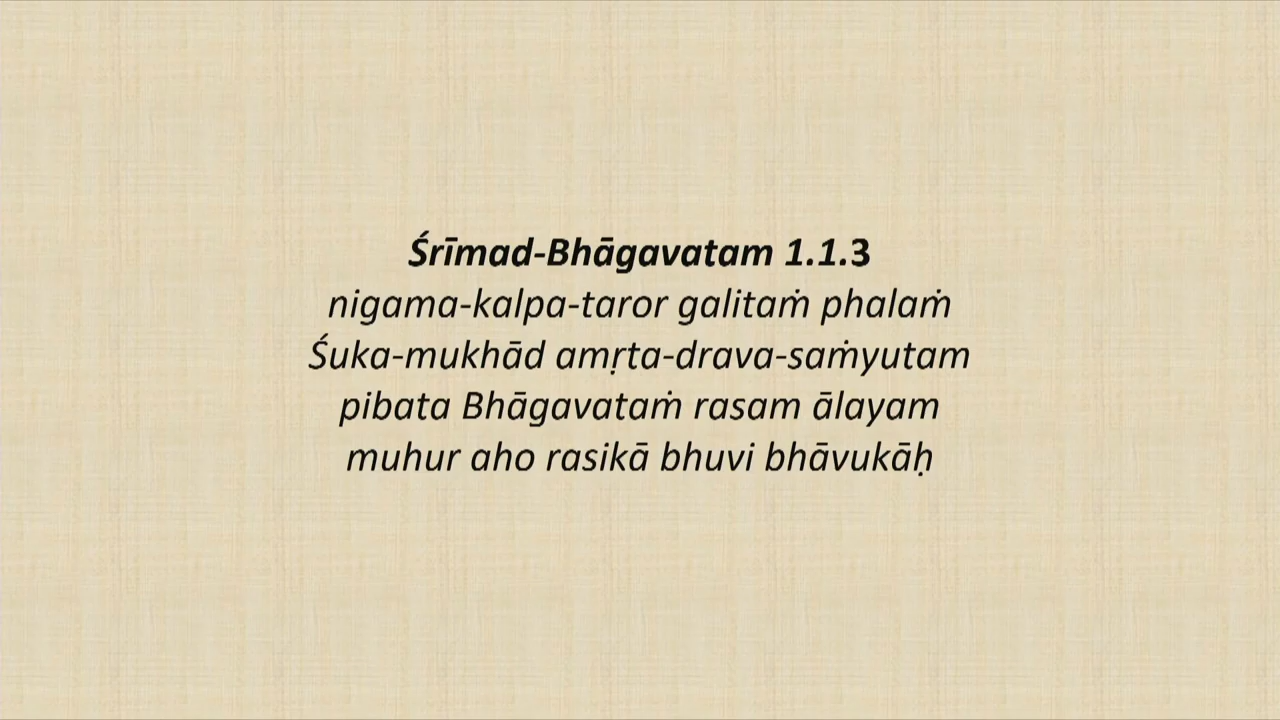 Śrīmad-Bhāgavatam 1.1.3
nigama-kalpa-taror galitaṁ phalaṁ
Śuka-mukhād amṛta-drava-saṁyutam
pibata Bhāgavataṁ rasam ālayam
muhur aho rasikā bhuvi bhāvukāḥ